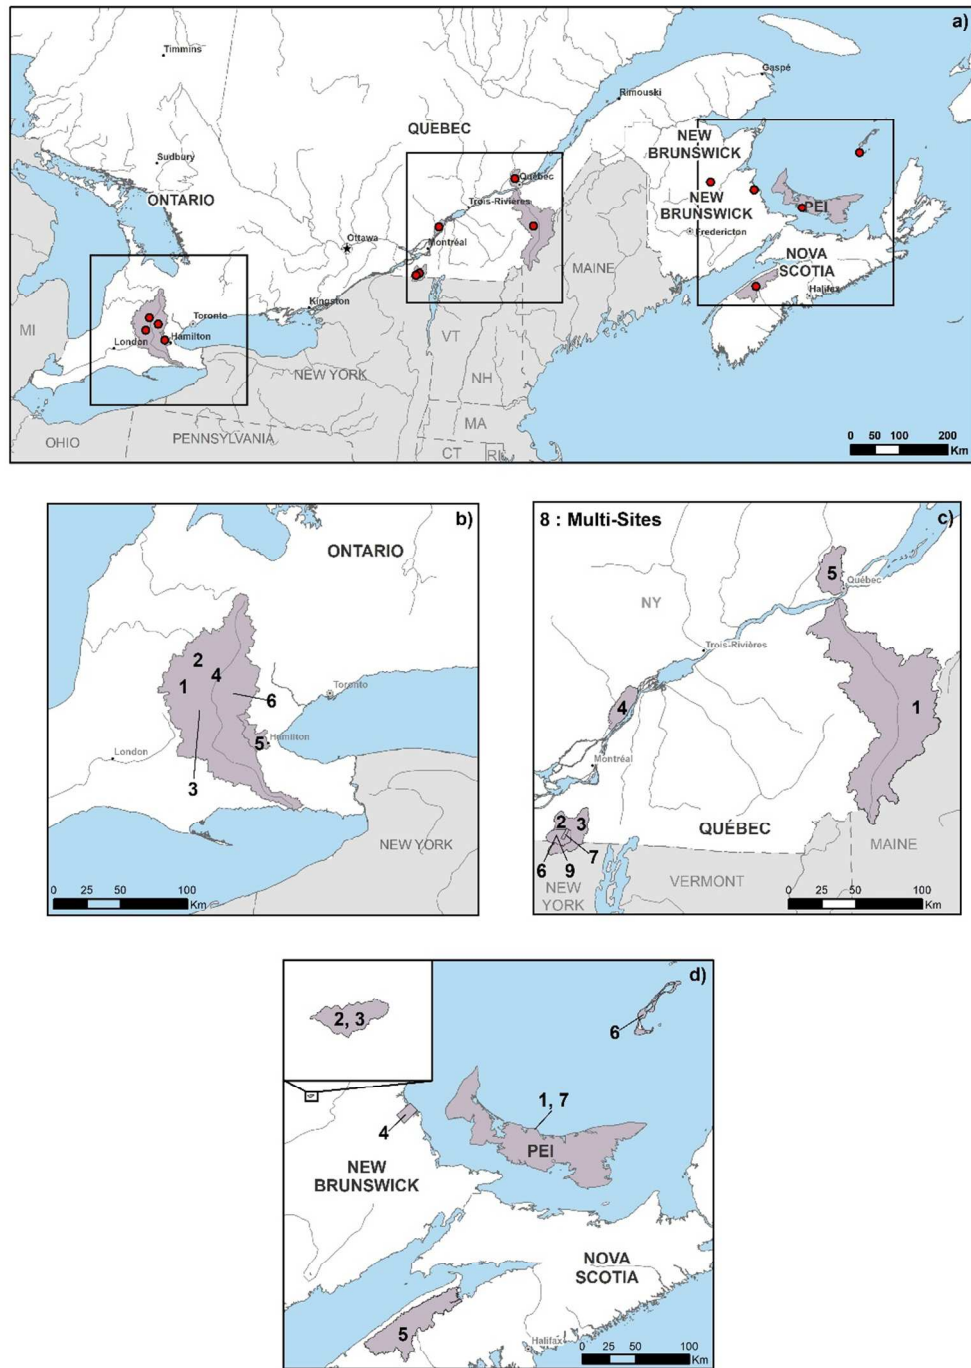 a)
Timmins
Gaspé
Rimouski
QUEBEC
NEW
BRUNSWICK
Sudbury
Québec
ONTARIO
Trois-Rivières
NEW
BRUNSWICK
PEI
Ottawa
Fredericton
Montréal
MAINE
NOVA
SCOTIA
Kingston
Halifax
Toronto
MI
Hamilton
London
VT
NEW YORK
NH
MA
OHIO
PENNSYLVANIA
CT
RI
0 50 100 200
Km
b)
ONTARIO
2
1
4
6
Toronto
5
Hamilton
London
3
NEW YORK
0 25 50 100
Km
8 : Multi-Sites
c)
5
Québec
NY
Trois-Rivières
4
1
Montréal
2
3
QUÉBEC
MAINE
6
9
7
NEW
YORK
VERMONT
0 25 50 100
Km
d)
2, 3
6
1, 7
4
PEI
NEW
BRUNSWICK
NOVA
SCOTIA
5
Halifax
0 25 50 100
Km